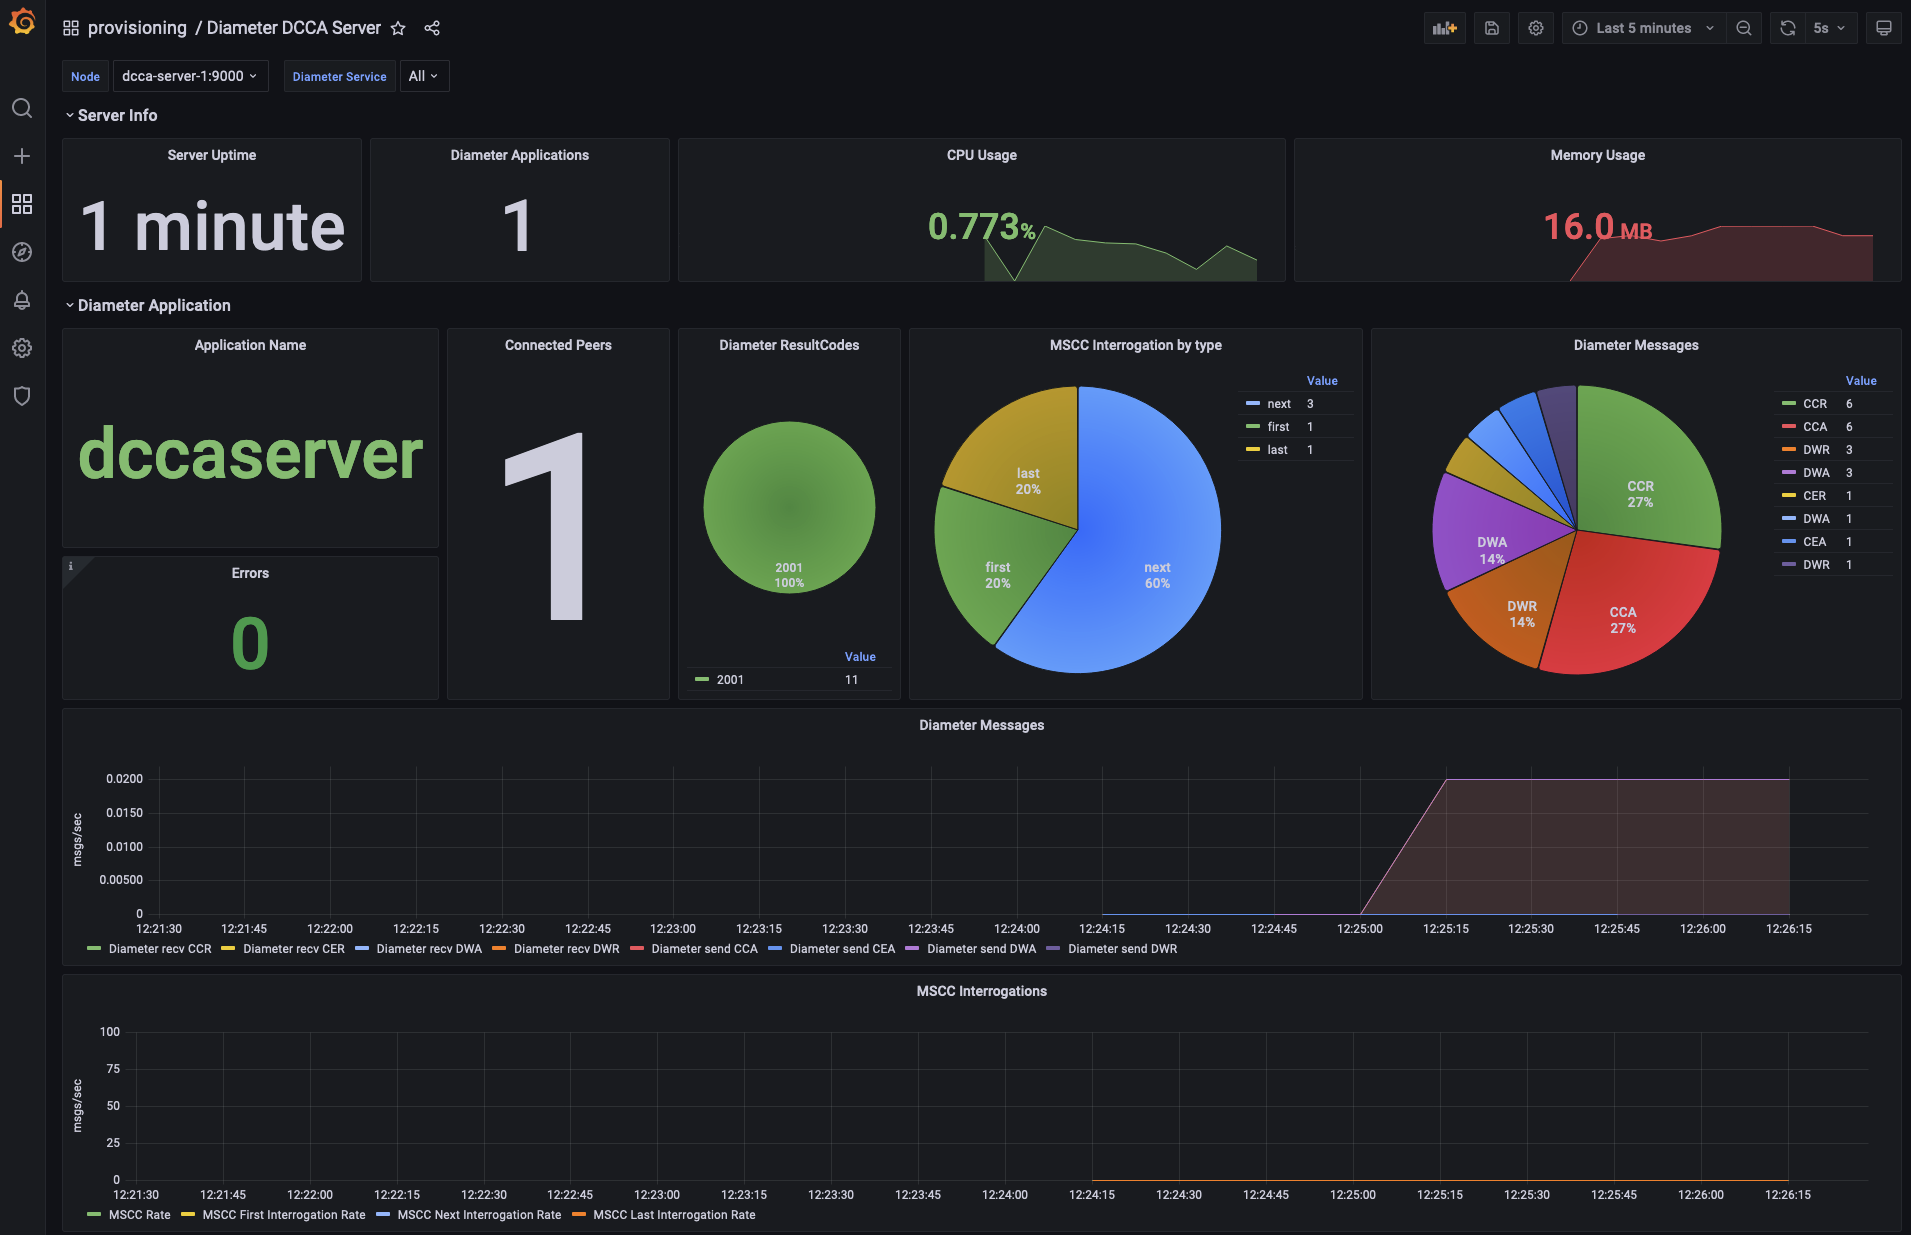 provisioning / Diameter DCCA Server
Last 5 minutes
5s
Node
dcca-server-1:9000
Diameter Service
All
Server Info
Server Uptime
1 minute
Diameter Applications
1
CPU Usage
0.773%
Memory Usage
16.0 MB
Diameter Application
Application Name
dccaserver
i
Errors
0
Connected Peers
1
Diameter ResultCodes
2001
100%
Value
2001 11
MSCC Interrogation by type
last
20%
first
20%
next
60%
Value
next 3
first 1
last 1
Diameter Messages
CCR
27%
DWA
14%
DWR
14%
CCA
27%
Value
CCR 6
CCA 6
DWR 3
DWA 3
CER 1
DWA 1
CEA 1
DWR 1
Diameter Messages
msgs/sec
0.0200
0.0150
0.0100
0.00500
0
12:21:30 12:21:45 12:22:00 12:22:15 12:22:30 12:22:45 12:23:00 12:23:15 12:23:30 12:23:45 12:24:00 12:24:15 12:24:30 12:24:45 12:25:00 12:25:15 12:25:30 12:25:45 12:26:00 12:26:15
Diameter recv CCR Diameter recv CER Diameter recv DWA Diameter recv DWR Diameter send CCA Diameter send CEA Diameter send DWA Diameter send DWR
MSCC Interrogations
msgs/sec
100
75
50
25
0
12:21:30 12:21:45 12:22:00 12:22:15 12:22:30 12:22:45 12:23:00 12:23:15 12:23:30 12:23:45 12:24:00 12:24:15 12:24:30 12:24:45 12:25:00 12:25:15 12:25:30 12:25:45 12:26:00 12:26:15
MSCC Rate MSCC First Interrogation Rate MSCC Next Interrogation Rate MSCC Last Interrogation Rate